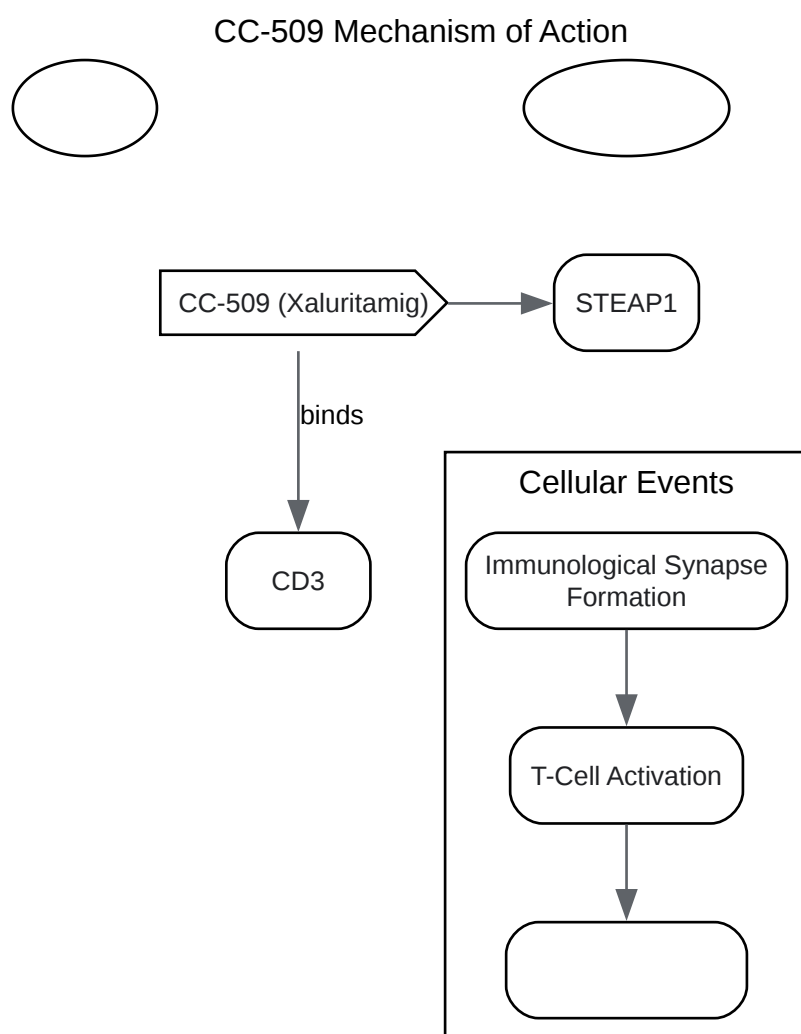 CC-509 Mechanism of Action
CC-509 (Xaluritamig)
STEAP1
binds
CD3
Cellular Events
Immunological Synapse
Formation
T-Cell Activation